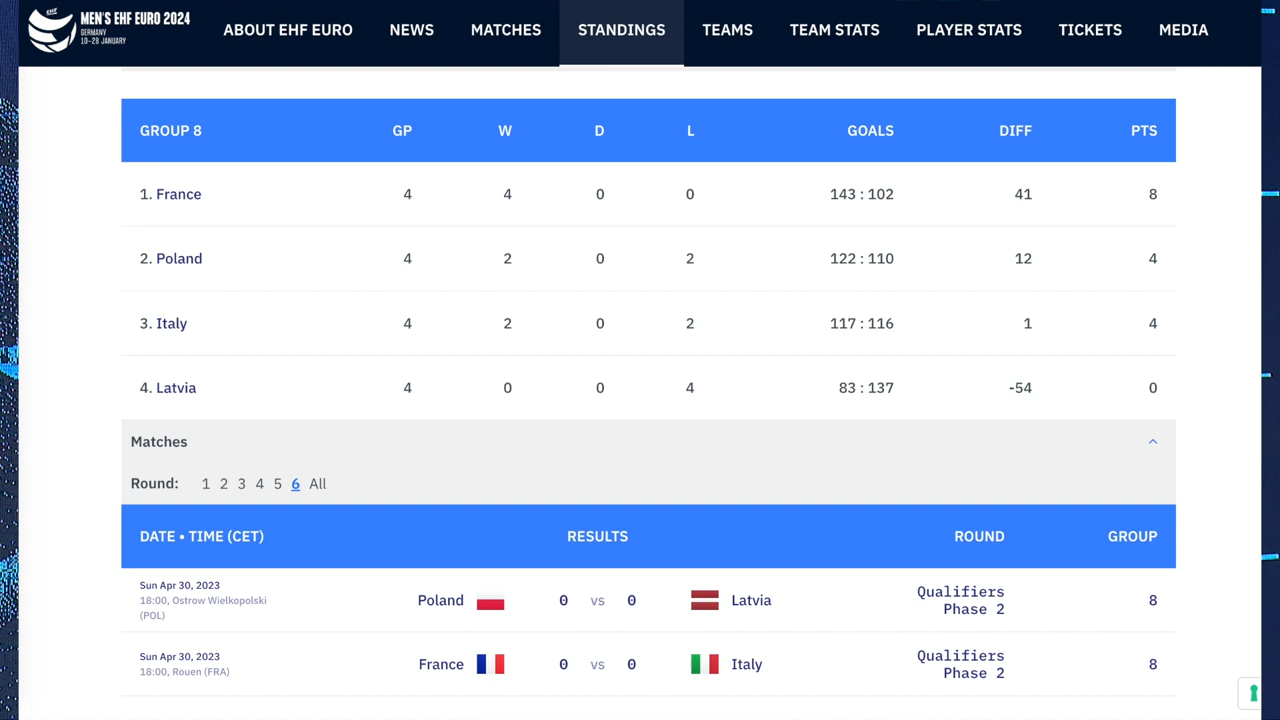 EHF
MEN'S EHF EURO 2024
GERMANY
10-28 JANUARY
ABOUT EHF EURO NEWS MATCHES STANDINGS TEAMS TEAM STATS PLAYER STATS TICKETS MEDIA
GROUP 8 GP W D L GOALS DIFF PTS
1. France 4 4 0 0 143 : 102 41 8
2. Poland 4 2 0 2 122 : 110 12 4
3. Italy 4 2 0 2 117 : 116 1 4
4. Latvia 4 0 0 4 83 : 137 -54 0
Matches
Round: 1 2 3 4 5 6 All
DATE • TIME (CET) RESULTS ROUND GROUP
Sun Apr 30, 2023
18:00, Ostrow Wielkopolski
(POL)
Poland 0 vs 0 Latvia
Qualifiers
Phase 2
8
Sun Apr 30, 2023
18:00, Rouen (FRA)
France 0 vs 0 Italy
Qualifiers
Phase 2
8